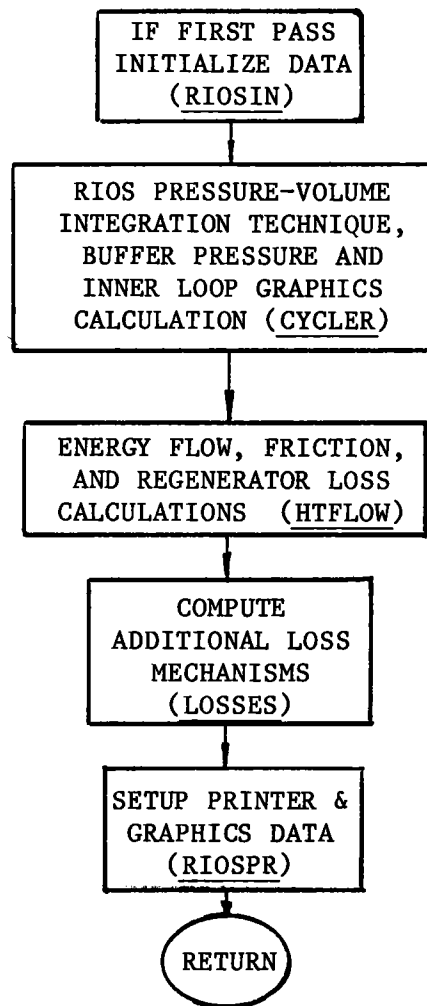 IF FIRST PASS
INITIALIZE DATA
(RIOSIN)
RIOS PRESSURE-VOLUME
INTEGRATION TECHNIQUE,
BUFFER PRESSURE AND
INNER LOOP GRAPHICS
CALCULATION (CYCLER)
ENERGY FLOW, FRICTION,
AND REGENERATOR LOSS
CALCULATIONS (HTFLOW)
COMPUTE
ADDITIONAL LOSS
MECHANISMS
(LOSSES)
SETUP PRINTER &
GRAPHICS DATA
(RIOSPR)
RETURN